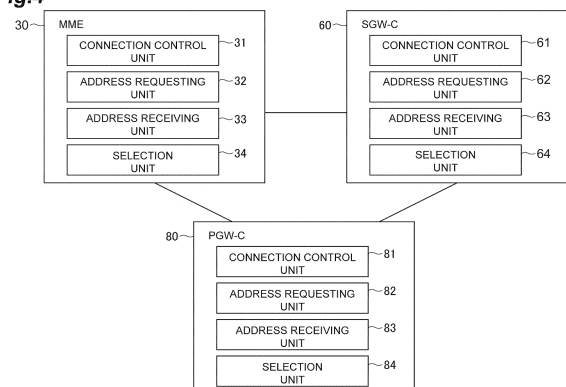 30 MME
CONNECTION CONTROL
UNIT
31
ADDRESS REQUESTING
UNIT
32
ADDRESS RECEIVING
UNIT
33
SELECTION
UNIT
34
60 SGW-C
CONNECTION CONTROL
UNIT
61
ADDRESS REQUESTING
UNIT
62
ADDRESS RECEIVING
UNIT
63
SELECTION
UNIT
64
80 PGW-C
CONNECTION CONTROL
UNIT
81
ADDRESS REQUESTING
UNIT
82
ADDRESS RECEIVING
UNIT
83
SELECTION
UNIT
84